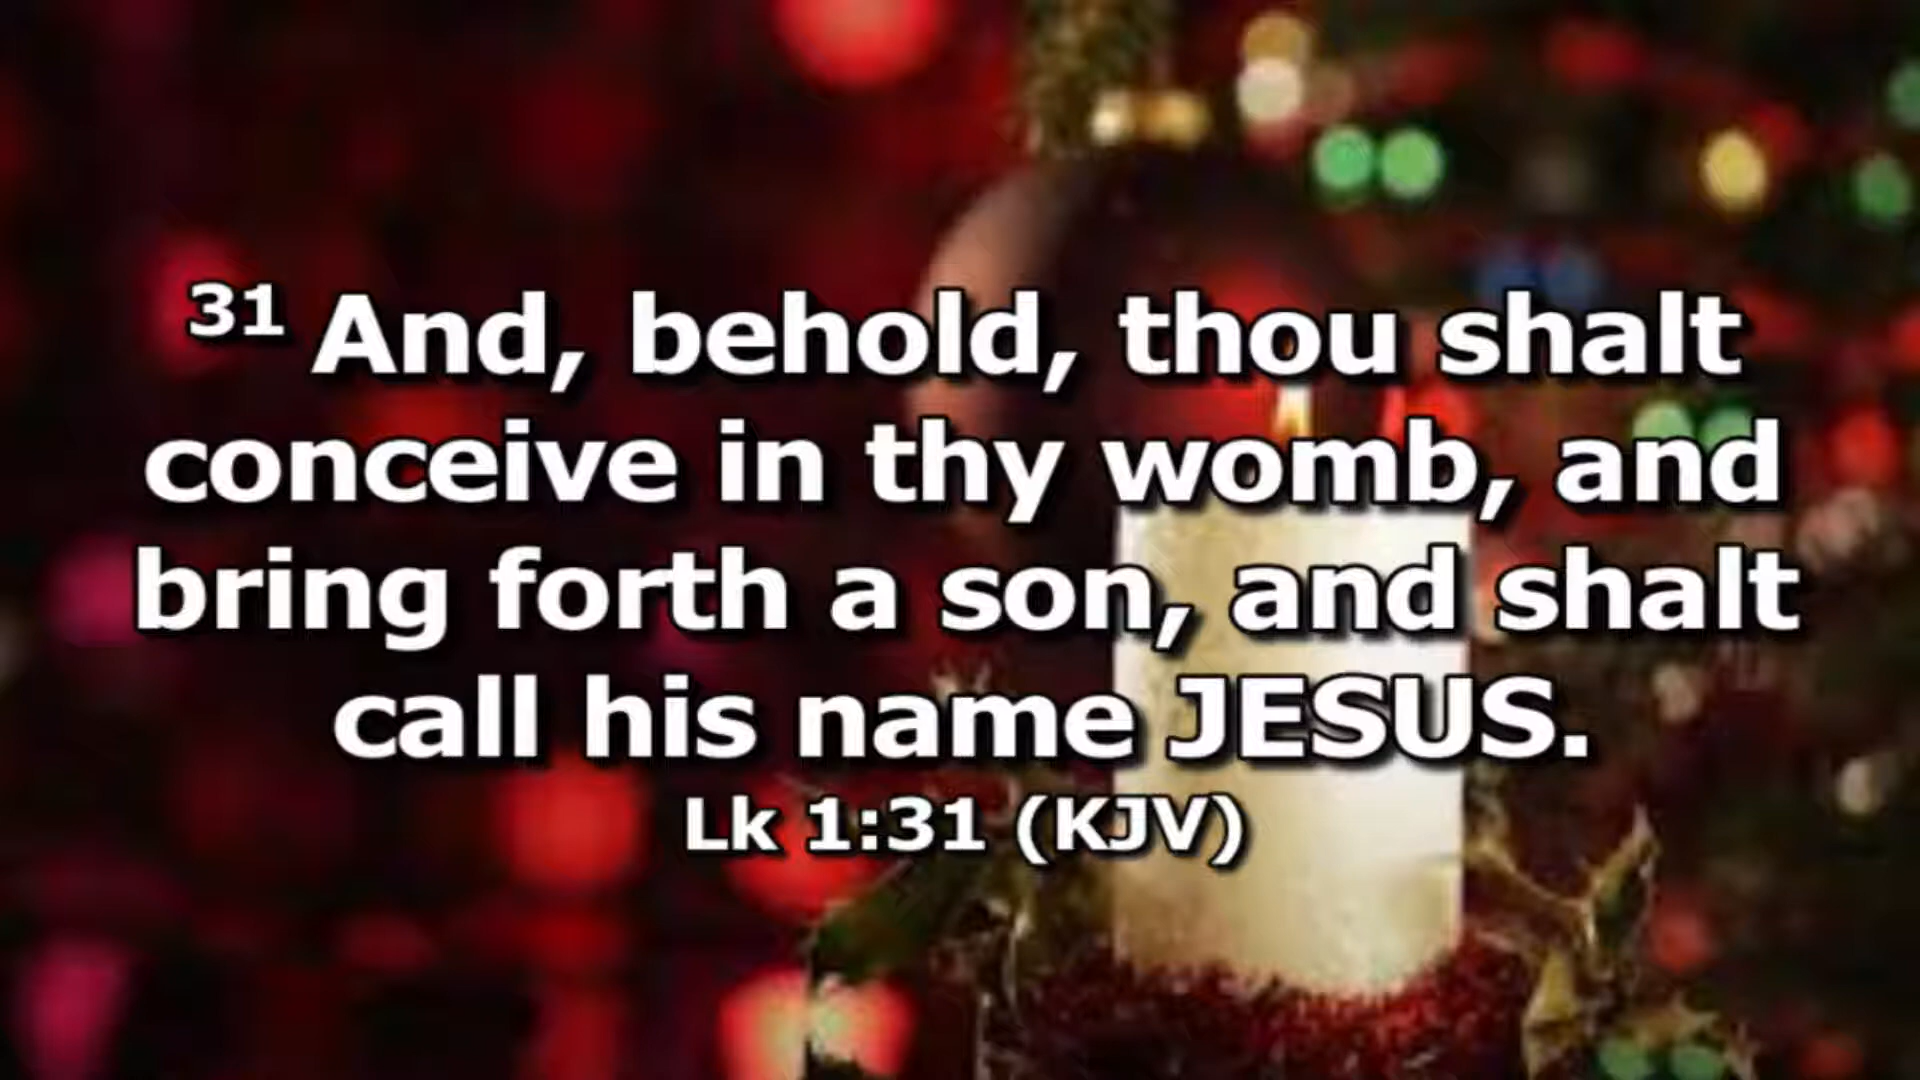 31 And, behold, thou shalt
conceive in thy womb, and
bring forth a son, and shalt
call his name JESUS.
Lk 1:31 (KJV)